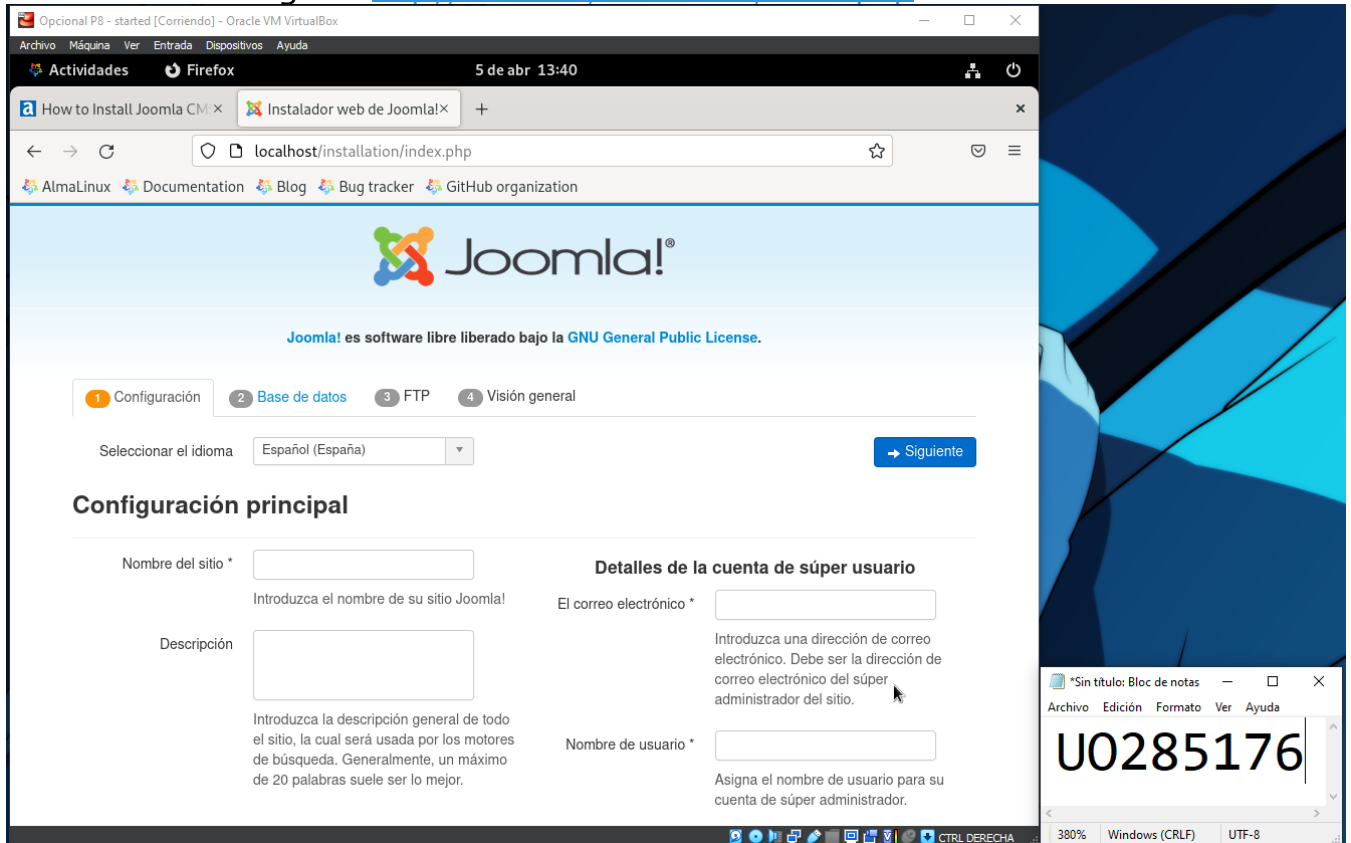 Opcional P8 - started [Corriendo] - Oracle VM VirtualBox
Archivo Máquina Ver Entrada Dispositivos Ayuda
Actividades Firefox 5 de abr 13:40
How to Install Joomla CM
Instalador web de Joomla!
localhost/installation/index.php
AlmaLinux Documentation Blog Bug tracker GitHub organization
Joomla!®
Joomla! es software libre liberado bajo la GNU General Public License.
1 Configuración 2 Base de datos 3 FTP 4 Visión general
Seleccionar el idioma Español (España) Siguiente
Configuración principal
Nombre del sitio *
Introduzca el nombre de su sitio Joomla!
Descripción
Introduzca la descripción general de todo
el sitio, la cual será usada por los motores
de búsqueda. Generalmente, un máximo
de 20 palabras suele ser lo mejor.
Detalles de la cuenta de súper usuario
El correo electrónico *
Introduzca una dirección de correo
electrónico. Debe ser la dirección de
correo electrónico del súper
administrador del sitio.
Nombre de usuario *
Asigna el nombre de usuario para su
cuenta de súper administrador.
CTRL DERECHA
*Sin título: Bloc de notas
Archivo Edición Formato Ver Ayuda
UO285176
380% Windows (CRLF) UTF-8